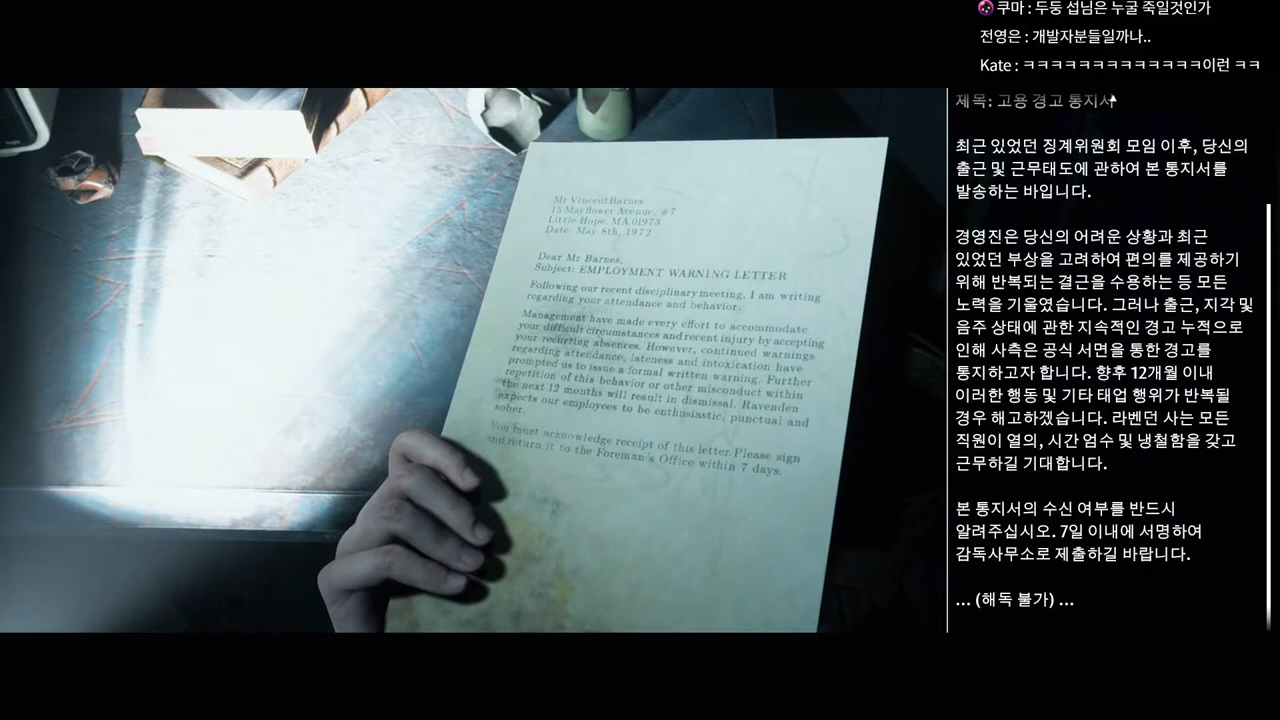 쿠마 : 두둥 섭님은 누굴 죽일것인가
전영은 : 개발자분들일까나..
Kate : ㅋㅋㅋㅋㅋㅋㅋㅋㅋㅋㅋㅋㅋ이런 ㅋㅋ
Mr Vincent Barnes
15 Mayflower Avenue, #7
Little Hope, MA 01973
Date: May 8th, 1972
Dear Mr Barnes,
Subject: EMPLOYMENT WARNING LETTER
Following our recent disciplinary meeting, I am writing
regarding your attendance and behavior.
Management have made every effort to accommodate
your difficult circumstances and recent injury by accepting
your recurring absences. However, continued warnings
regarding attendance, lateness and intoxication have
prompted us to issue a formal written warning. Further
repetition of this behavior or other misconduct within
the next 12 months will result in dismissal. Ravenden
expects our employees to be enthusiastic, punctual and
sober.
You must acknowledge receipt of this letter. Please sign
and return it to the Foreman's Office within 7 days.
제목: 고용 경고 통지서
최근 있었던 징계위원회 모임 이후, 당신의
출근 및 근무태도에 관하여 본 통지서를
발송하는 바입니다.
경영진은 당신의 어려운 상황과 최근
있었던 부상을 고려하여 편의를 제공하기
위해 반복되는 결근을 수용하는 등 모든
노력을 기울였습니다. 그러나 출근, 지각 및
음주 상태에 관한 지속적인 경고 누적으로
인해 사측은 공식 서면을 통한 경고를
통지하고자 합니다. 향후 12개월 이내
이러한 행동 및 기타 태업 행위가 반복될
경우 해고하겠습니다. 라벤던 사는 모든
직원이 열의, 시간 엄수 및 냉철함을 갖고
근무하길 기대합니다.
본 통지서의 수신 여부를 반드시
알려주십시오. 7일 이내에 서명하여
감독사무소로 제출하길 바랍니다.
... (해독 불가) ...